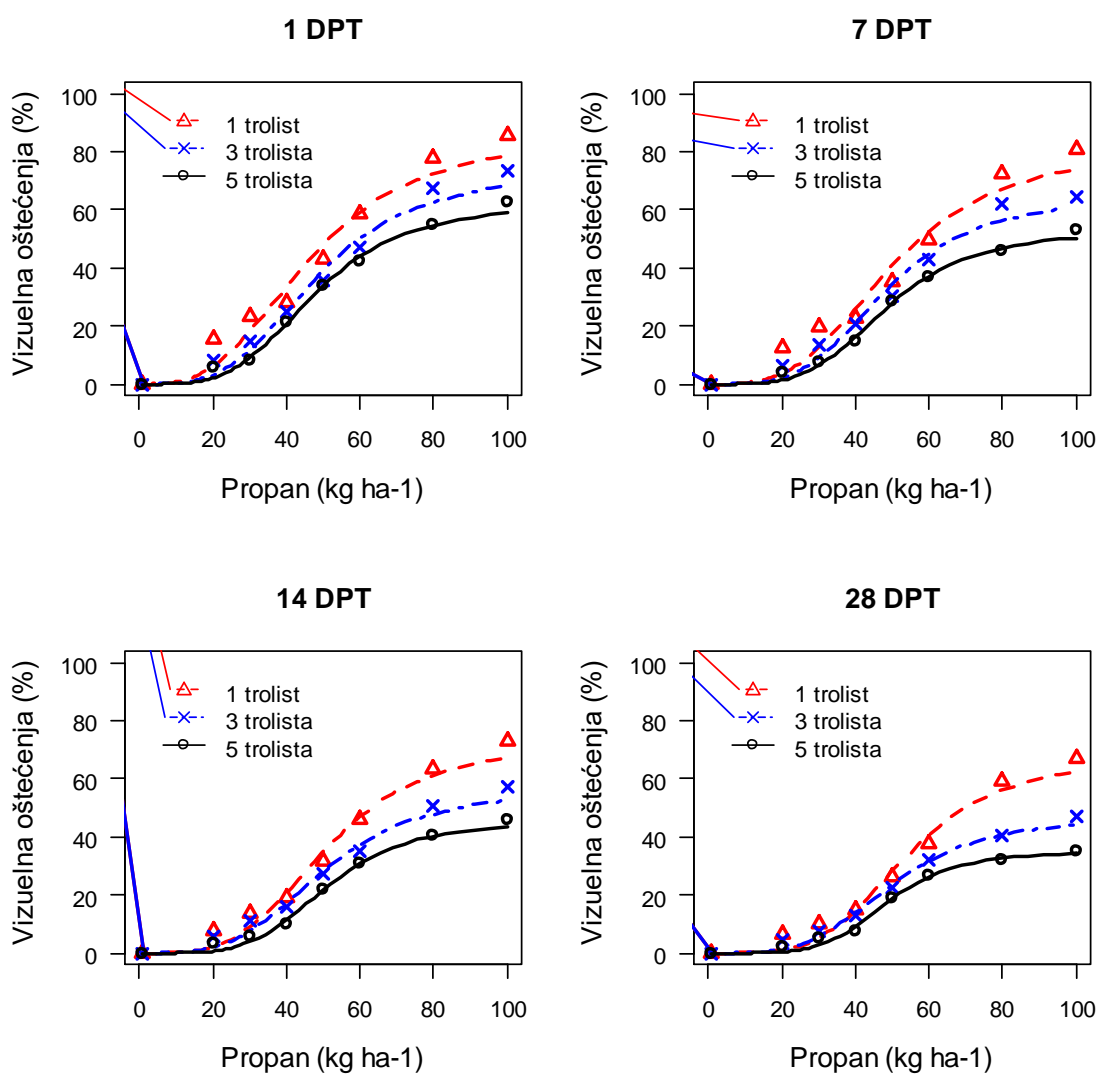 1 DPT
Vizuelna oštećenja (%)
100
80
60
40
20
0
1 trolist
3 trolista
5 trolista
0 20 40 60 80 100
Propan (kg ha-1)
7 DPT
Vizuelna oštećenja (%)
100
80
60
40
20
0
1 trolist
3 trolista
5 trolista
0 20 40 60 80 100
Propan (kg ha-1)
14 DPT
Vizuelna oštećenja (%)
100
80
60
40
20
0
1 trolist
3 trolista
5 trolista
0 20 40 60 80 100
Propan (kg ha-1)
28 DPT
Vizuelna oštećenja (%)
100
80
60
40
20
0
1 trolist
3 trolista
5 trolista
0 20 40 60 80 100
Propan (kg ha-1)